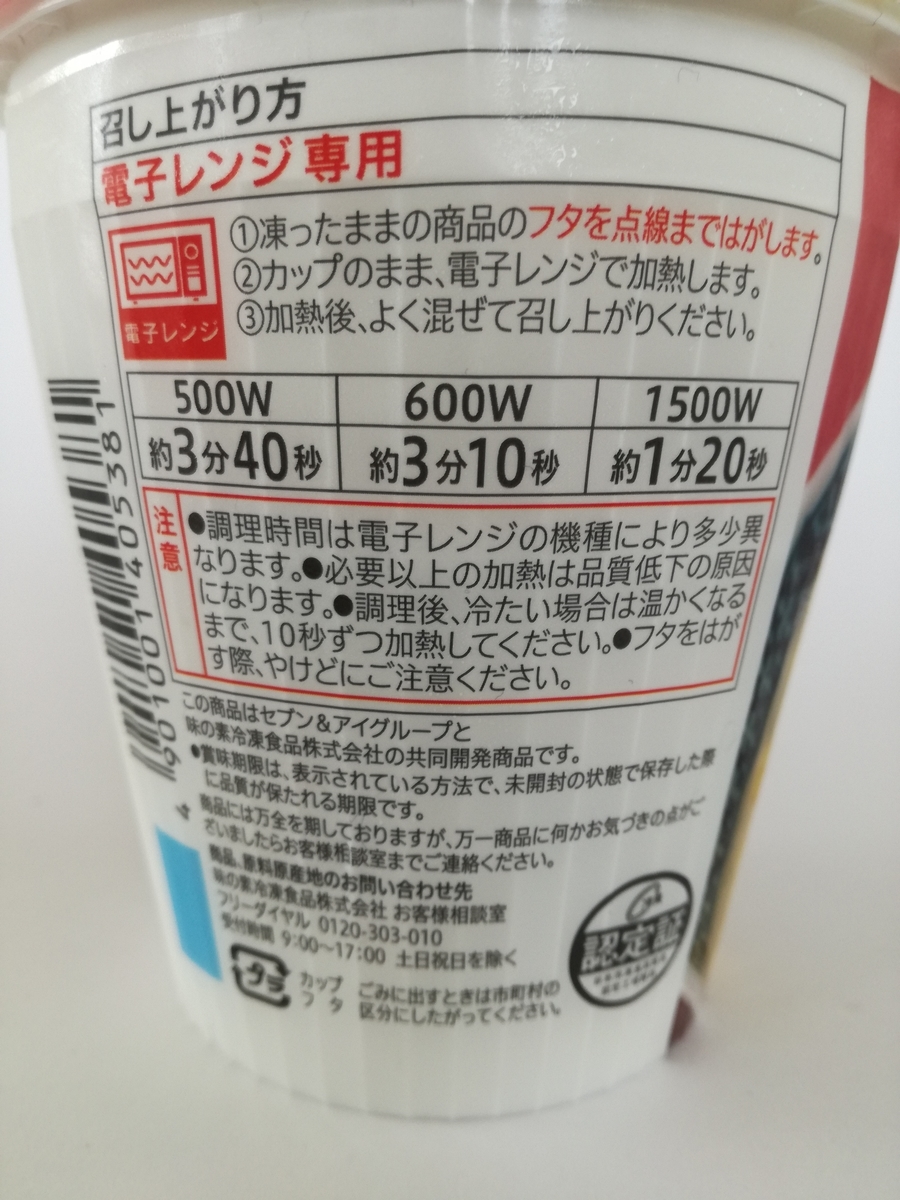 召し上がり方
電子レンジ専用
電子レンジ
①凍ったままの商品のフタを点線まではがします。
②カップのまま、電子レンジで加熱します。
③加熱後、よく混ぜて召し上がりください。
500W 600W 1500W
約3分40秒 約3分10秒 約1分20秒
注意
●調理時間は電子レンジの機種により多少異
なります。●必要以上の加熱は品質低下の原因
になります。●調理後、冷たい場合は温かくなる
まで、10秒ずつ加熱してください。●フタをはが
す際、やけどにご注意ください。
この商品はセブン&アイグループと
味の素冷凍食品株式会社の共同開発商品です。
●賞味期限は、表示されている方法で、未開封の状態で保存した際
に品質が保たれる期限です。
商品には万全を期しておりますが、万一商品に何かお気づきの点がご
ざいましたらお客様相談室までご連絡ください。
商品、原料原産地のお問い合わせ先
味の素冷凍食品株式会社 お客様相談室
フリーダイヤル 0120-303-010
受付時間 9:00～17:00 土日祝日を除く
プラ
カップ
フタ
ごみに出すときは市町村の
区分にしたがってください。
認定証
4 901001 405381